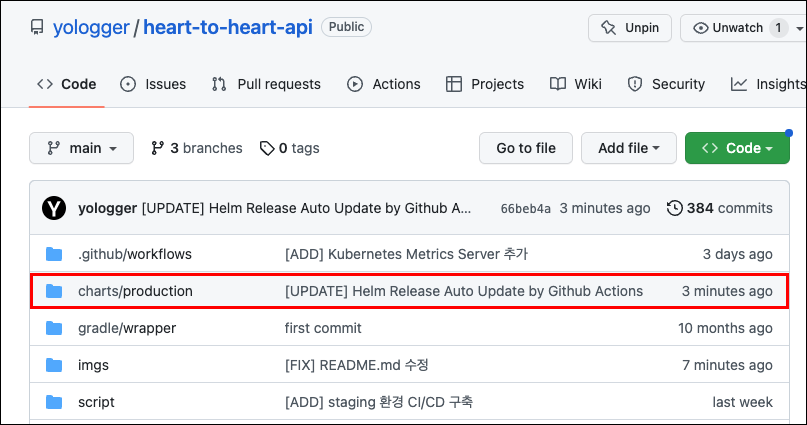 yologger / heart-to-heart-api Public Unpin Unwatch 1
Code Issues Pull requests Actions Projects Wiki Security Insights
main 3 branches 0 tags Go to file Add file Code
Y yologger [UPDATE] Helm Release Auto Update by Github A... 66beb4a 3 minutes ago 384 commits
.github/workflows [ADD] Kubernetes Metrics Server 추가 3 days ago
charts/production [UPDATE] Helm Release Auto Update by Github Actions 3 minutes ago
gradle/wrapper first commit 10 months ago
imgs [FIX] README.md 수정 7 minutes ago
script [ADD] staging 환경 CI/CD 구축 last week